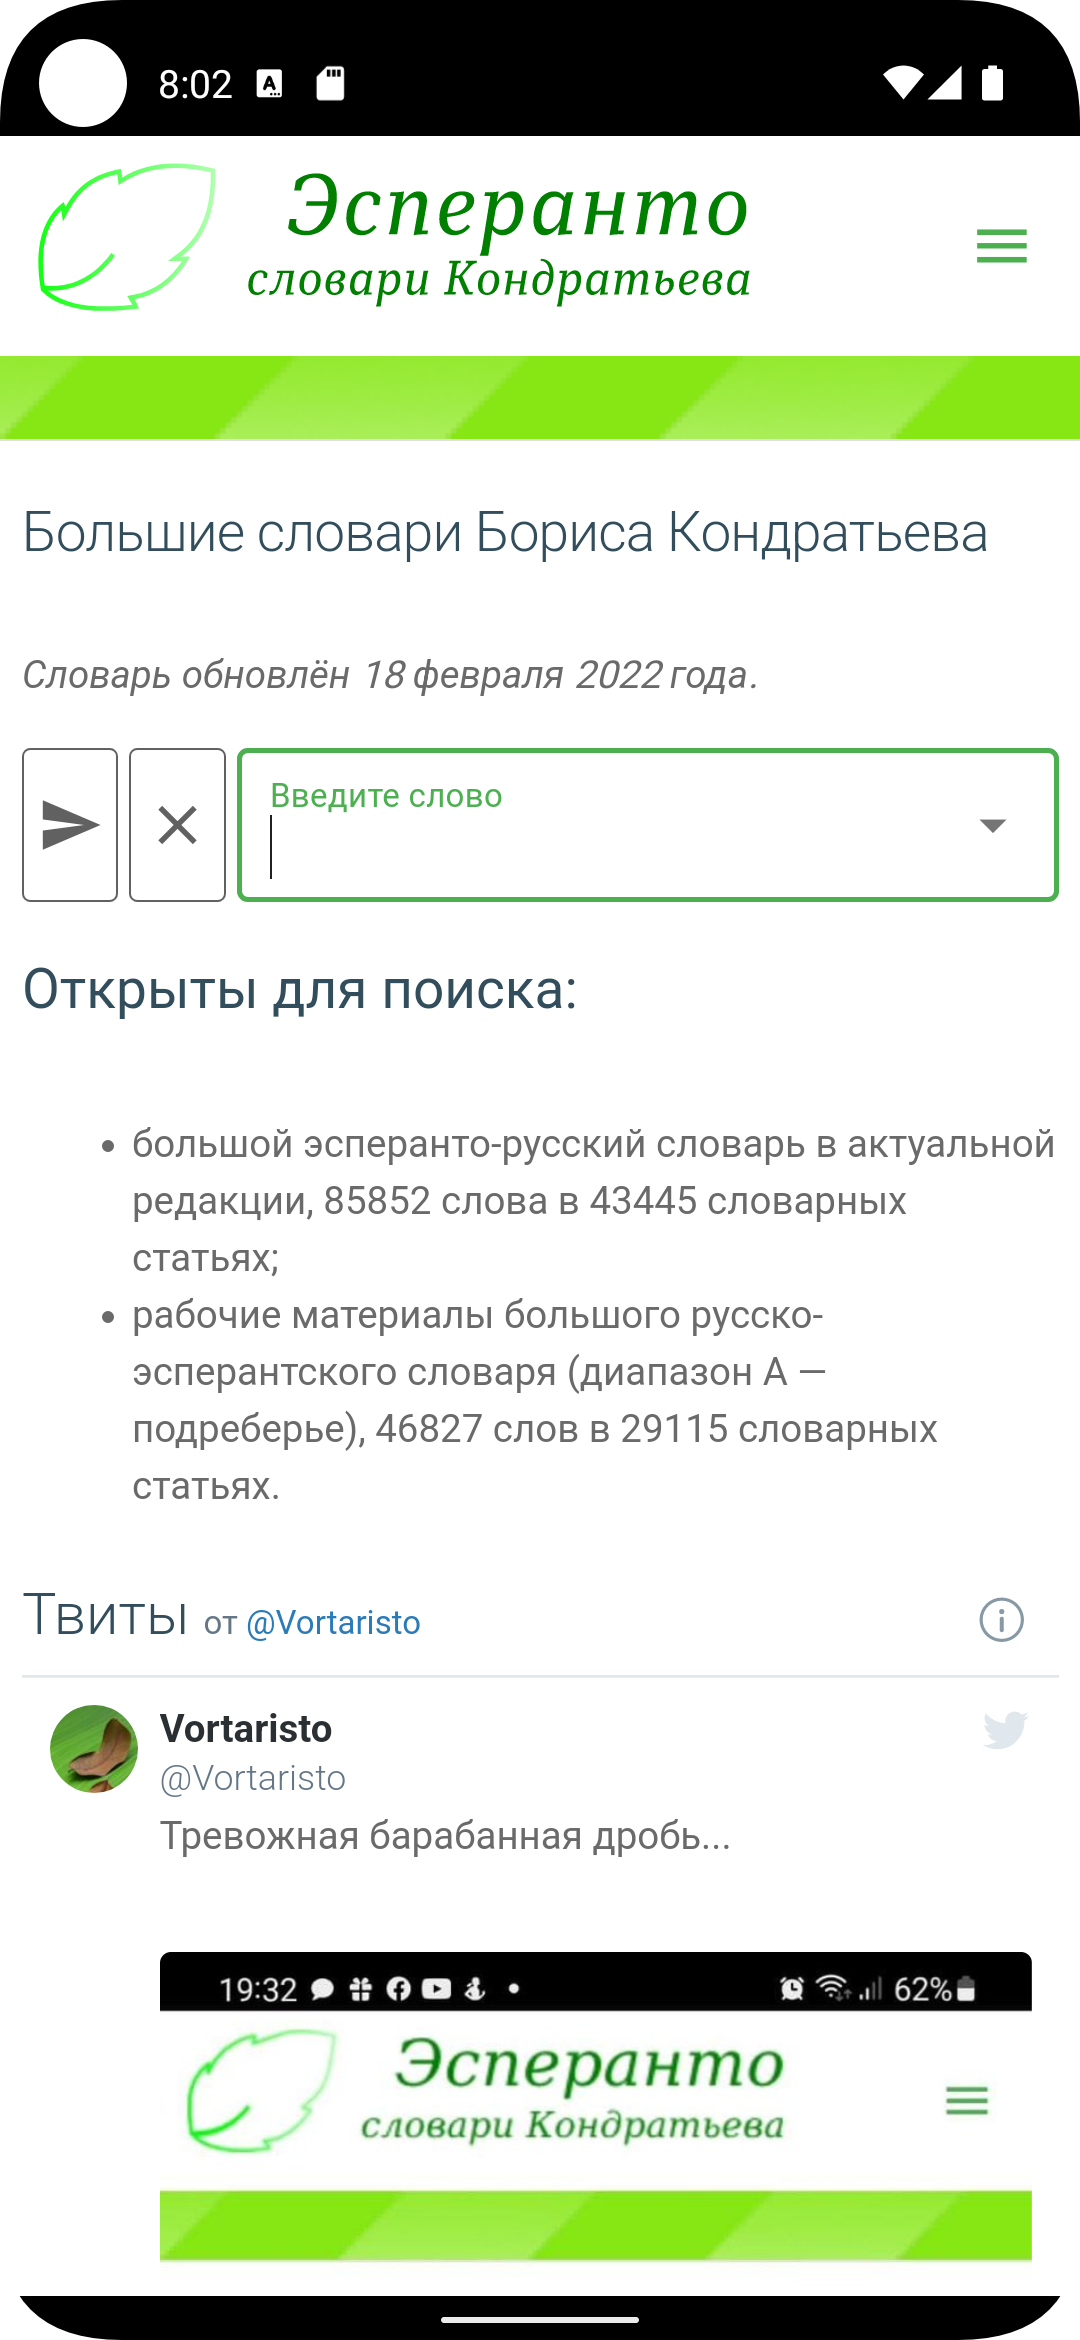 8:02
Эсперанто
словари Кондратьева
Большие словари Бориса Кондратьева
Словарь обновлён 18 февраля 2022 года.
Введите слово
Открыты для поиска:
• большой эсперанто-русский словарь в актуальной
редакции, 85852 слова в 43445 словарных
статьях;
• рабочие материалы большого русско-
эсперантского словаря (диапазон А —
подреберье), 46827 слов в 29115 словарных
статьях.
Твиты от @Vortaristo
Vortaristo
@Vortaristo
Тревожная барабанная дробь...
19:32 62%
Эсперанто
словари Кондратьева